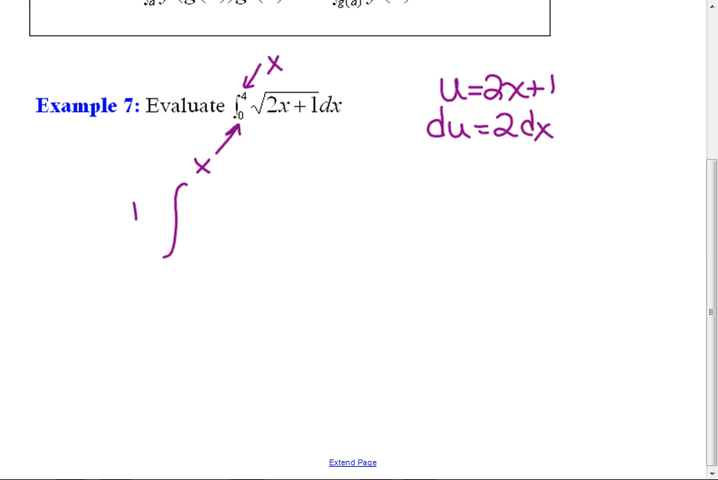 x
Example 7: Evaluate ∫₀⁴ √(2x+1)dx
u=2x+1
du=2dx
x
1 ∫
Extend Page